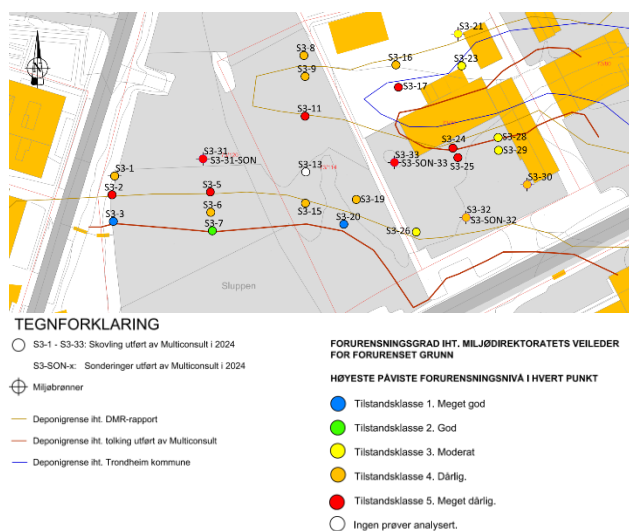 S3-21
S3-8
S3-16
S3-23
S3-9
S3-17
S3-11
S3-28
S3-24
S3-31
S3-31-SON
S3-33
S3-SON-33
S3-29
S3-25
S3-13
S3-1
S3-2
S3-5
S3-30
S3-19
S3-6
S3-15
S3-32
S3-3
S3-7
S3-20
S3-SON-32
S3-26
Sluppen
TEGNFORKLARING
S3-1 - S3-33: Skovling utført av Multiconsult i 2024
S3-SON-x: Sonderinger utført av Multiconsult i 2024
Miljøbrønner
Deponigrense iht. DMR-rapport
Deponigrense iht. tolking utført av Multiconsult
Deponigrense iht. Trondheim kommune
FORURENSNINGSGRAD IHT. MILJØDIREKTORATETS VEILEDER
FOR FORURENSET GRUNN
HØYESTE PÅVISTE FORURENSNINGSNIVÅ I HVERT PUNKT
Tilstandsklasse 1. Meget god
Tilstandsklasse 2. God
Tilstandsklasse 3. Moderat
Tilstandsklasse 4. Dårlig.
Tilstandsklasse 5. Meget dårlig.
Ingen prøver analysert.